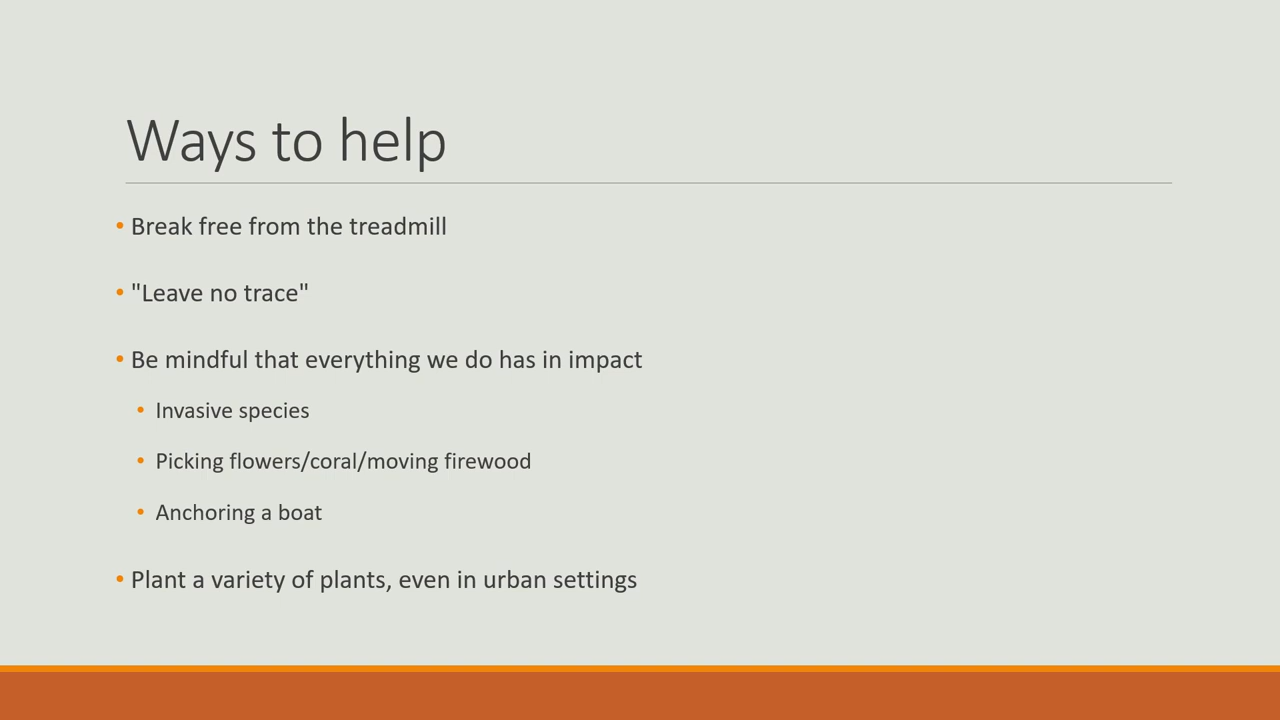 Ways to help
• Break free from the treadmill
• "Leave no trace"
• Be mindful that everything we do has in impact
• Invasive species
• Picking flowers/coral/moving firewood
• Anchoring a boat
• Plant a variety of plants, even in urban settings